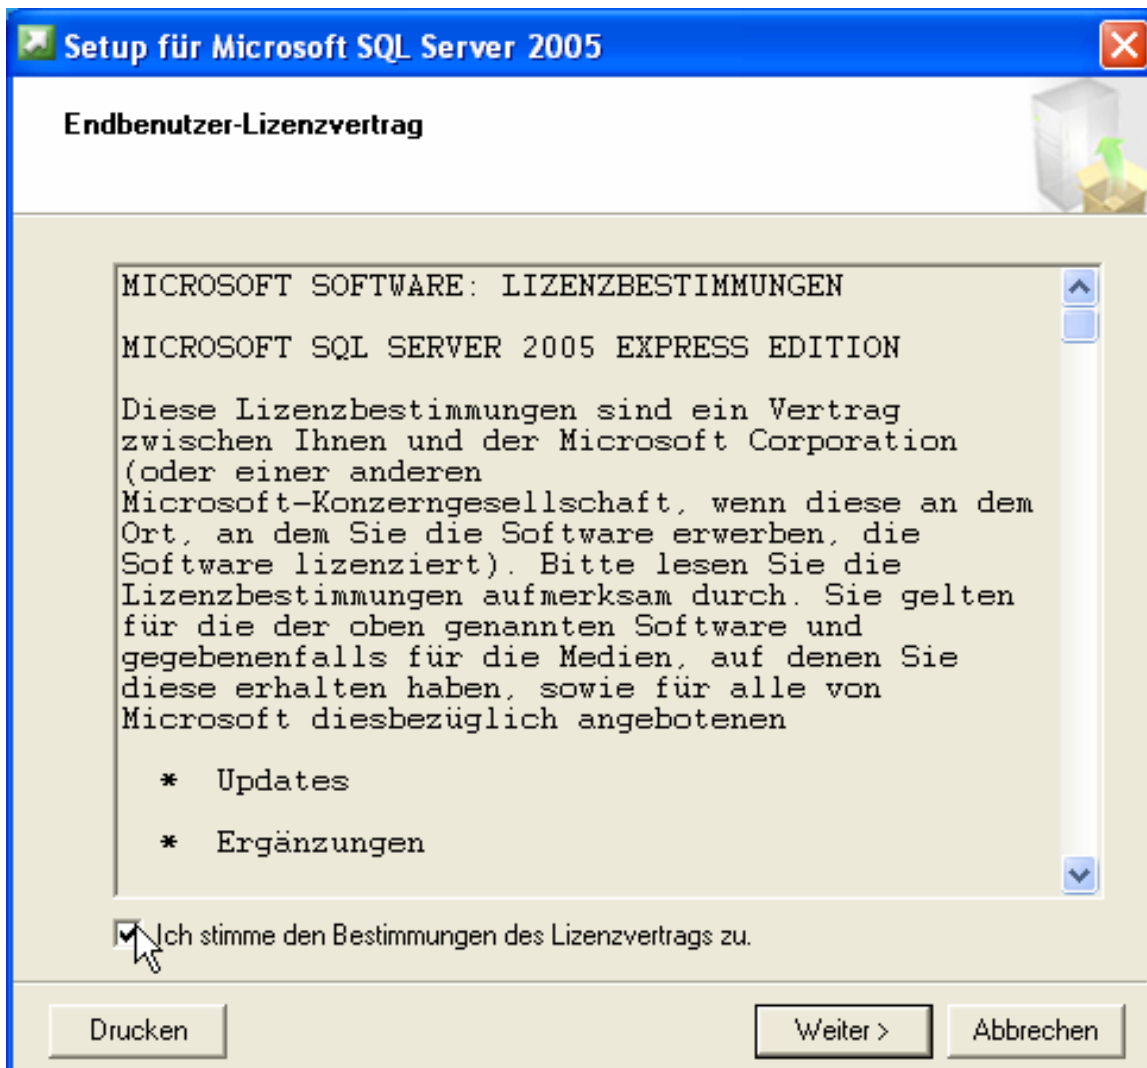 Setup für Microsoft SQL Server 2005
Endbenutzer-Lizenzvertrag
MICROSOFT SOFTWARE: LIZENZBESTIMMUNGEN
MICROSOFT SQL SERVER 2005 EXPRESS EDITION
Diese Lizenzbestimmungen sind ein Vertrag
zwischen Ihnen und der Microsoft Corporation
(oder einer anderen
Microsoft-Konzerngesellschaft, wenn diese an dem
Ort, an dem Sie die Software erwerben, die
Software lizenziert). Bitte lesen Sie die
Lizenzbestimmungen aufmerksam durch. Sie gelten
für die der oben genannten Software und
gegebenenfalls für die Medien, auf denen Sie
diese erhalten haben, sowie für alle von
Microsoft diesbezüglich angebotenen
* Updates
* Ergänzungen
Ich stimme den Bestimmungen des Lizenzvertrags zu.
Drucken Weiter > Abbrechen